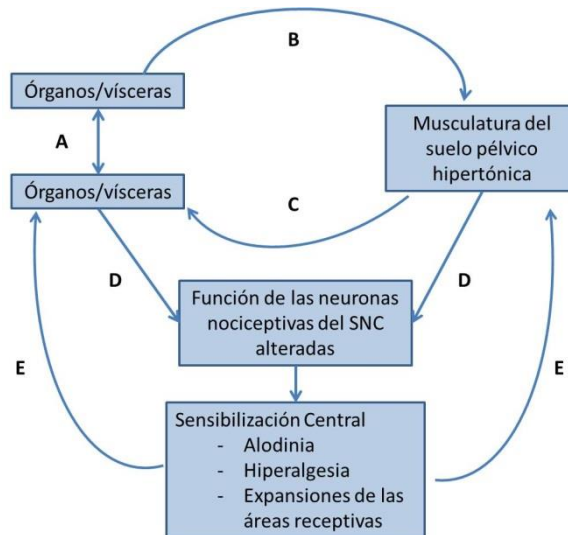 B
Órganos/vísceras
A
Musculatura del
suelo pélvico
hipertónica
Órganos/vísceras
C
D
D
Función de las neuronas
nociceptivas del SNC
alteradas
E
E
Sensibilización Central
- Alodinia
- Hiperalgesia
- Expansiones de las
áreas receptivas